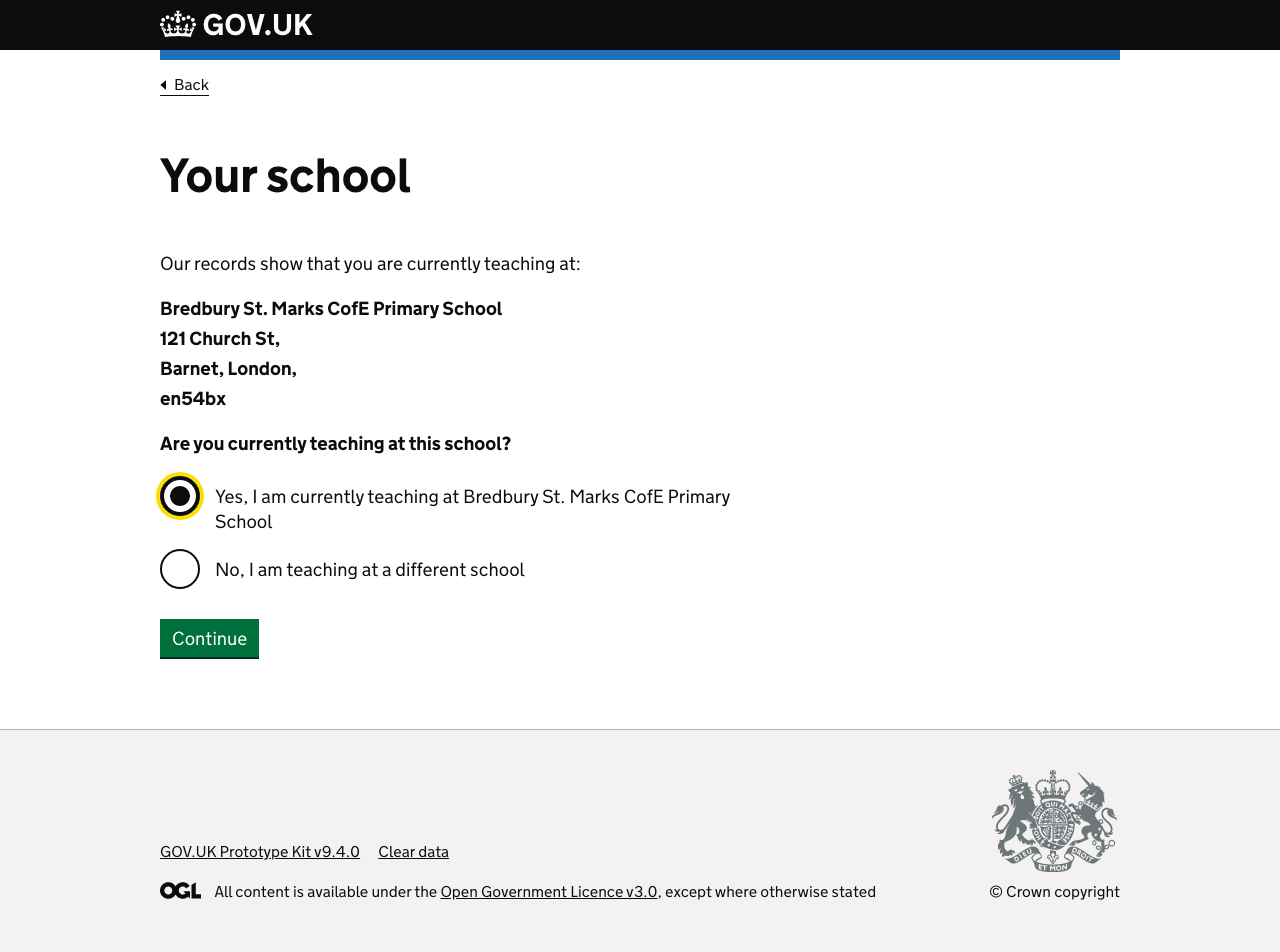 GOV.UK
Back
Your school
Our records show that you are currently teaching at:
Bredbury St. Marks CofE Primary School
121 Church St,
Barnet, London,
en54bx
Are you currently teaching at this school?
Yes, I am currently teaching at Bredbury St. Marks CofE Primary
School
No, I am teaching at a different school
Continue
GOV.UK Prototype Kit v9.4.0 Clear data
OGL All content is available under the Open Government Licence v3.0, except where otherwise stated
DIEU ET MON DROIT
© Crown copyright